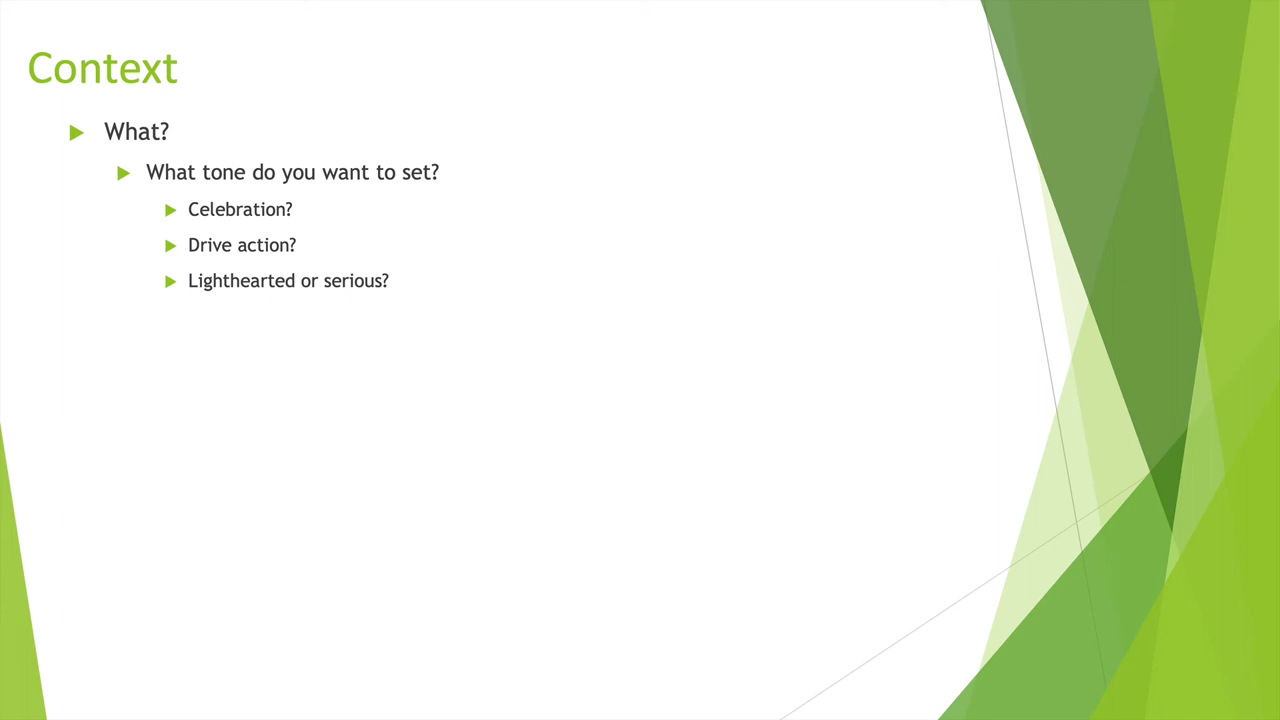 Context
What?
What tone do you want to set?
Celebration?
Drive action?
Lighthearted or serious?